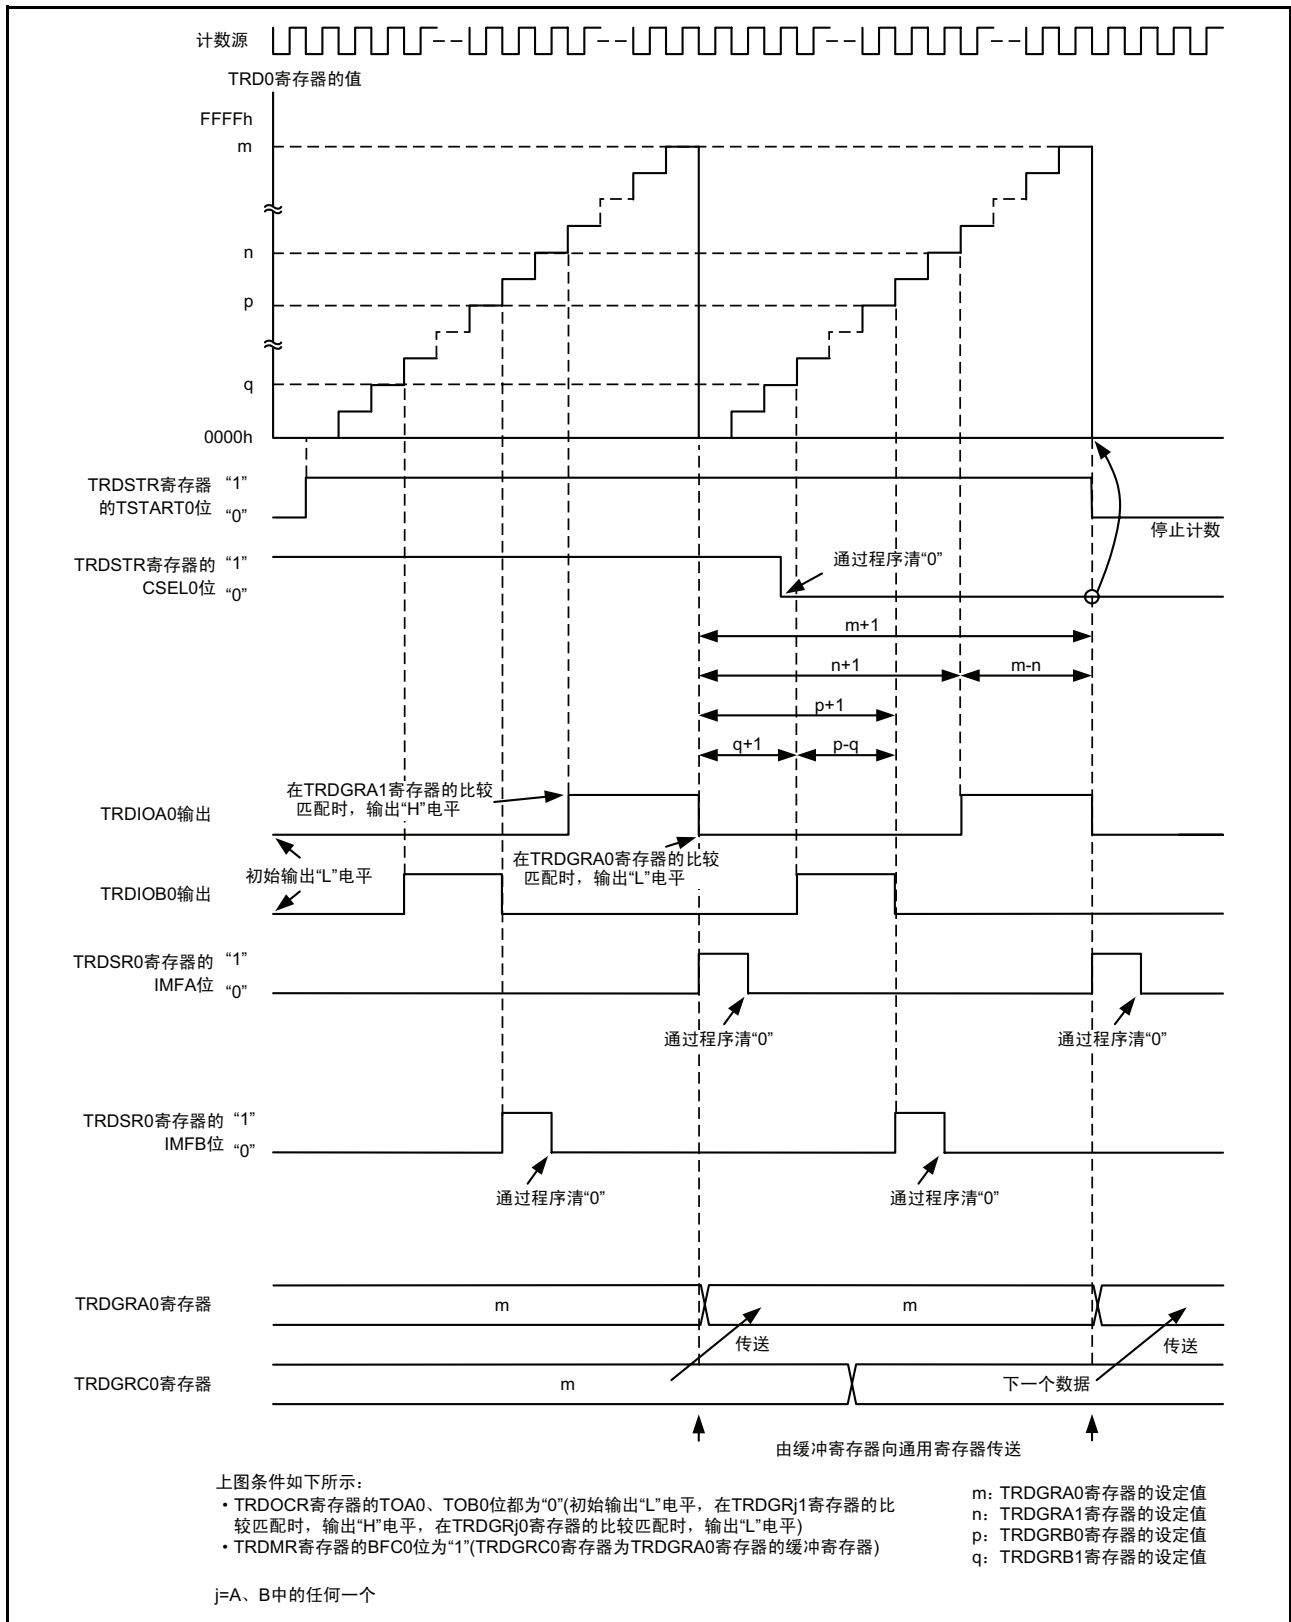 计数源
TRD0寄存器的值
FFFFh
m
n
p
q
0000h
TRDSTR寄存器 “1”
的TSTART0位 “0”
停止计数
TRDSTR寄存器的 “1”
CSEL0位 “0”
通过程序清“0”
m+1
n+1
m-n
p+1
q+1
p-q
在TRDGRA1寄存器的比较
匹配时，输出“H”电平
TRDIOA0输出
在TRDGRA0寄存器的比较
匹配时，输出“L”电平
初始输出“L”电平
TRDIOB0输出
TRDSR0寄存器的 “1”
IMFA位 “0”
通过程序清“0”
通过程序清“0”
TRDSR0寄存器的 “1”
IMFB位 “0”
通过程序清“0”
通过程序清“0”
TRDGRA0寄存器
m
m
传送
传送
TRDGRC0寄存器
m
下一个数据
由缓冲寄存器向通用寄存器传送
上图条件如下所示：
• TRDOCR寄存器的TOA0、TOB0位都为“0”(初始输出“L”电平，在TRDGRj1寄存器的比
较匹配时，输出“H”电平，在TRDGRj0寄存器的比较匹配时，输出“L”电平)
• TRDMR寄存器的BFC0位为“1”(TRDGRC0寄存器为TRDGRA0寄存器的缓冲寄存器)
j=A、B中的任何一个
m：TRDGRA0寄存器的设定值
n：TRDGRA1寄存器的设定值
p：TRDGRB0寄存器的设定值
q：TRDGRB1寄存器的设定值